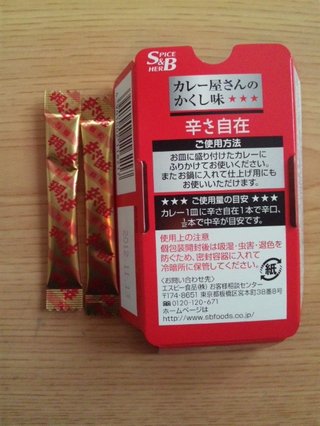 SPICE
S&B
HERB
カレー屋さんの
かくし味★★★
辛さ自在
ご使用方法
お皿に盛り付けたカレーに
ふりかけてお使いください。
またお鍋に入れて仕上げ用にも
お使いいただけます。
★★★ ご使用量の目安 ★★★
カレー1皿に辛さ自在1本で辛口、
1/2本で中辛が目安です。
使用上の注意
個包装開封後は吸湿・虫害・退色を
防ぐため、密封容器に入れて
冷暗所に保管してください。
紙
〈お問い合わせ先〉
エスビー食品(株) お客様相談センター
〒174-8651 東京都板橋区宮本町38番8号
0120-120-671
ホームページは
http://www.sbfoods.co.jp/